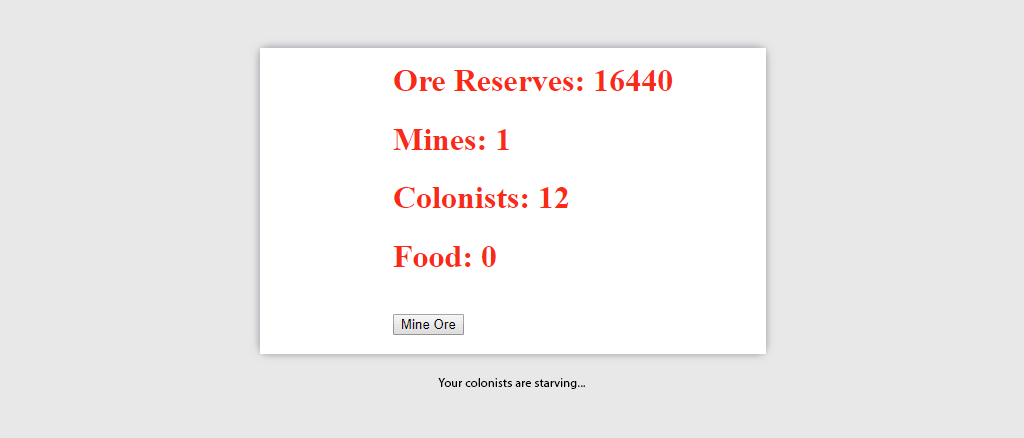 Ore Reserves: 16440
Mines: 1
Colonists: 12
Food: 0
Mine Ore
Your colonists are starving...